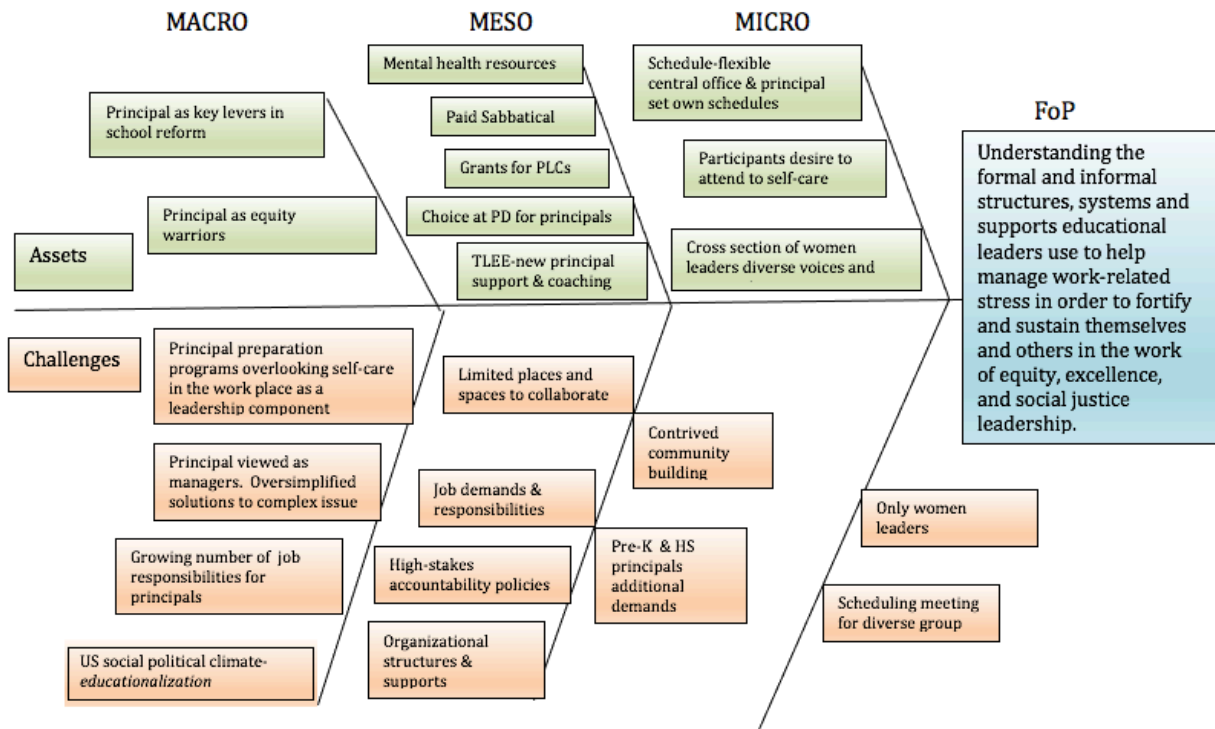 MACRO
MESO
MICRO
Mental health resources
Schedule-flexible
central office & principal
set own schedules
Principal as key levers in
school reform
Paid Sabbatical
FoP
Participants desire to
attend to self-care
Grants for PLCs
Principal as equity
warriors
Choice at PD for principals
Assets
TLEE-new principal
support & coaching
Cross section of women
leaders diverse voices and
Understanding the
formal and informal
structures, systems and
supports educational
leaders use to help
manage work-related
stress in order to fortify
and sustain themselves
and others in the work
of equity, excellence,
and social justice
leadership.
Challenges
Principal preparation
programs overlooking self-care
in the work place as a
leadership component
Limited places and
spaces to collaborate
Contrived
community
building
Principal viewed as
managers. Oversimplified
solutions to complex issue
Job demands &
responsibilities
Only women
leaders
Growing number of job
responsibilities for
principals
High-stakes
accountability policies
Pre-K & HS
principals
additional
demands
Scheduling meeting
for diverse group
US social political climate-
educationalization
Organizational
structures &
supports